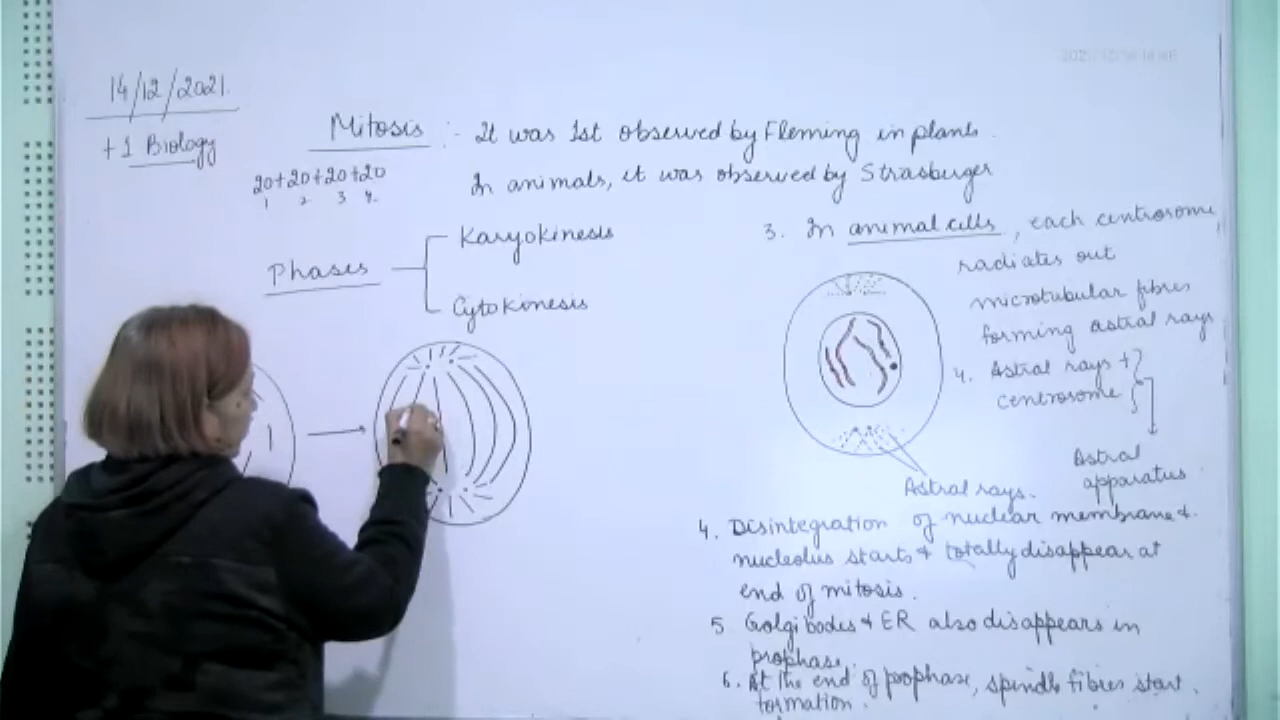 14/12/2021.
+1 Biology
Mitosis :- It was 1st observed by Fleming in plants.
20+20+20+20
1 2 3 4.
In animals, it was observed by Strasburger
Phases
Karyokinesis
Cytokinesis
3. In animal cells, each centrosome,
radiates out
microtubular fibres
forming astral rays
4. Astral rays +
centrosome
Astral
apparatus
Astral rays.
4. Disintegration of nuclear membrane &
nucleolus starts & totally disappear at
end of mitosis.
5. Golgi bodies & ER also disappears in
prophase.
6. At the end of prophase, spindle fibres start
formation.